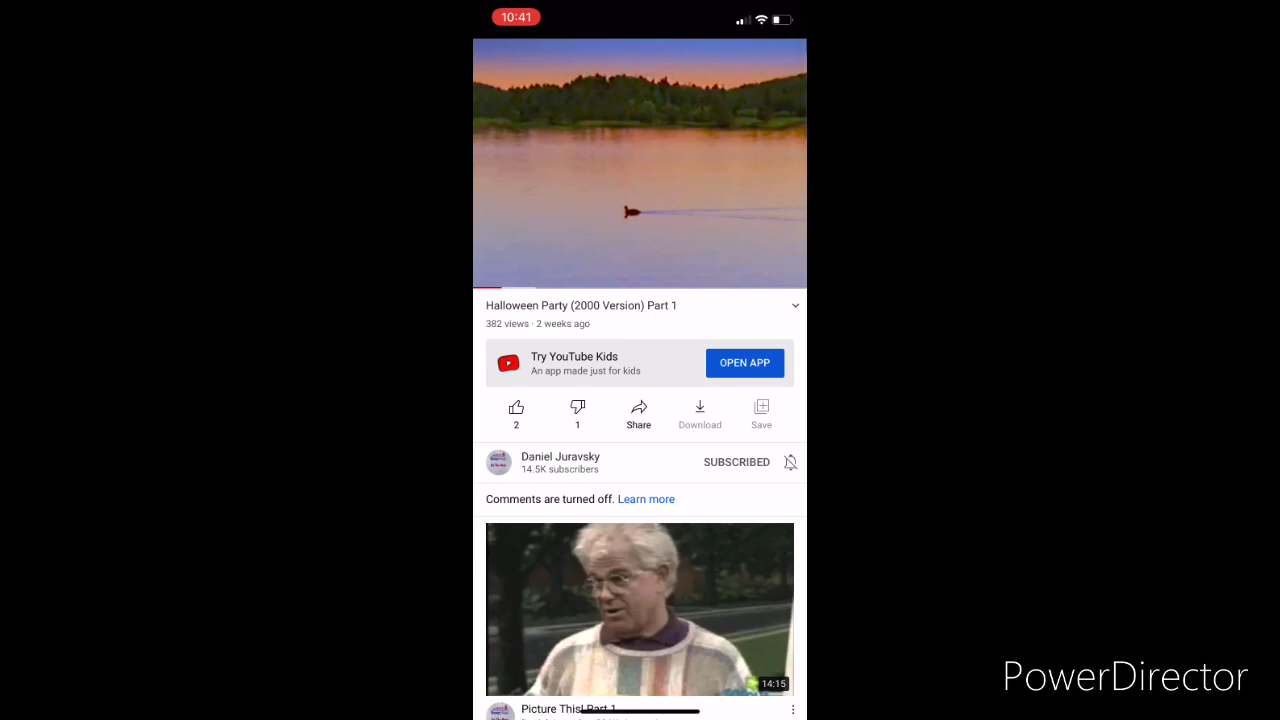 10:41
Halloween Party (2000 Version) Part 1
382 views · 2 weeks ago
Try YouTube Kids
An app made just for kids
OPEN APP
2
1
Share
Download
Save
Daniel Juravsky
14.5K subscribers
SUBSCRIBED
Comments are turned off. Learn more
14:15
Picture This! Part 1
PowerDirector